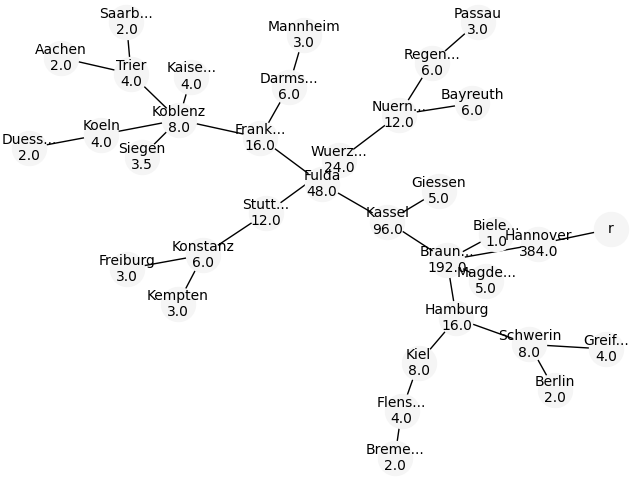 Saarb...
2.0
Passau
3.0
Mannheim
3.0
Aachen
2.0
Regen...
6.0
Trier
4.0
Kaise...
4.0
Darms...
6.0
Bayreuth
6.0
Nuern...
12.0
Koblenz
8.0
Koeln
4.0
Frank...
16.0
Duess...
2.0
Siegen
3.5
Wuerz...
24.0
Fulda
48.0
Giessen
5.0
Stutt...
12.0
Kassel
96.0
Biele...
1.0
r
Hannover
384.0
Konstanz
6.0
Braun...
192.0
Freiburg
3.0
Magde...
5.0
Kempten
3.0
Hamburg
16.0
Schwerin
8.0
Greif...
4.0
Kiel
8.0
Berlin
2.0
Flens...
4.0
Breme...
2.0